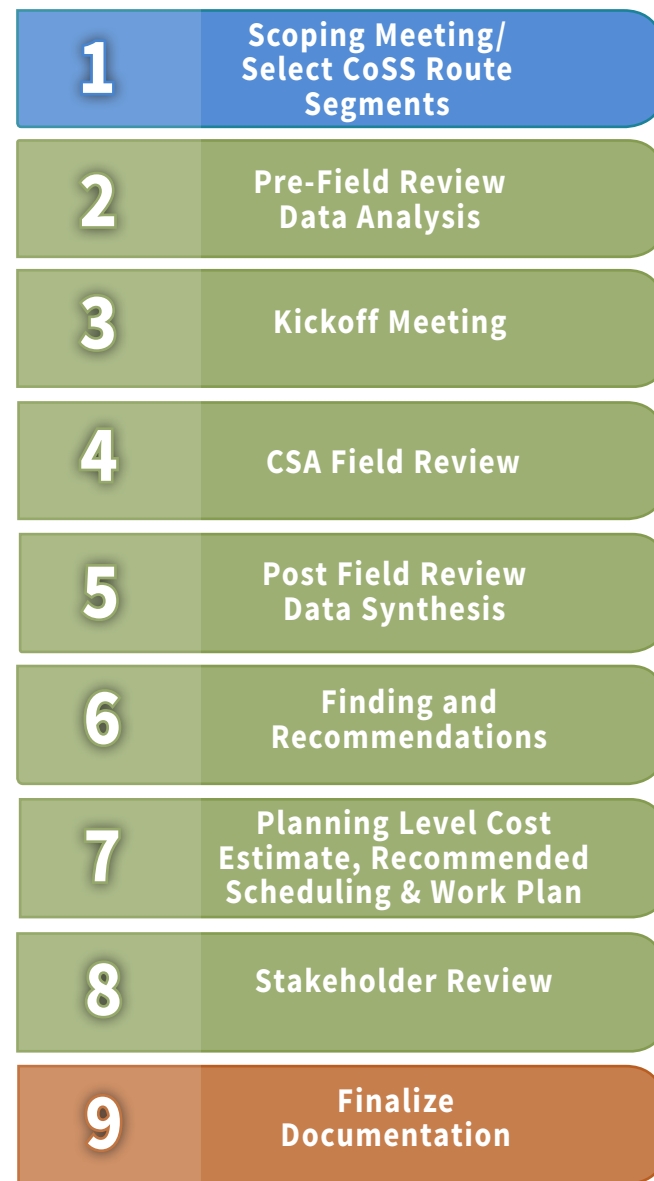 1
Scoping Meeting/
Select CoSS Route
Segments
2
Pre-Field Review
Data Analysis
3
Kickoff Meeting
4
CSA Field Review
5
Post Field Review
Data Synthesis
6
Finding and
Recommendations
7
Planning Level Cost
Estimate, Recommended
Scheduling & Work Plan
8
Stakeholder Review
9
Finalize
Documentation